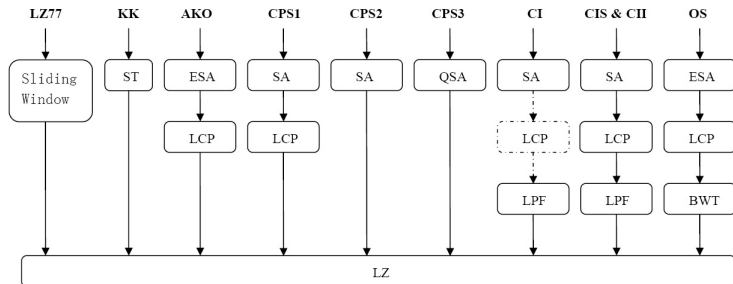 LZ77 KK AKO CPS1 CPS2 CPS3 CI CIS & CII OS
Sliding
Window
ST ESA SA SA QSA SA SA ESA
LCP LCP LCP LCP LCP
LPF LPF BWT
LZ